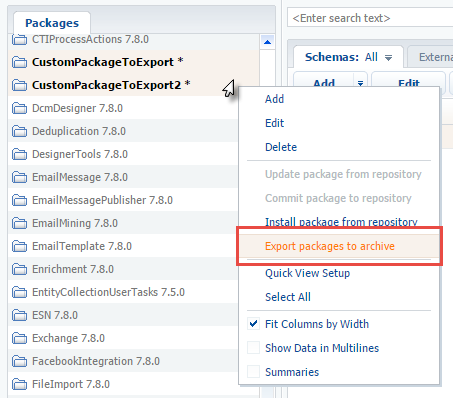 Packages
<Enter search text>
CTIProcessActions 7.8.0
Schemas: All
Externa
CustomPackageToExport *
CustomPackageToExport2 *
Add
Edit
DcmDesigner 7.8.0
Deduplication 7.8.0
DesignerTools 7.8.0
EmailMessage 7.8.0
EmailMessagePublisher 7.8.0
EmailMining 7.8.0
EmailTemplate 7.8.0
Enrichment 7.8.0
EntityCollectionUserTasks 7.5.0
ESN 7.8.0
Exchange 7.8.0
FacebookIntegration 7.8.0
FileImport 7.8.0
Add
Edit
Delete
Update package from repository
Commit package to repository
Install package from repository
Export packages to archive
Quick View Setup
Select All
Fit Columns by Width
Show Data in Multilines
Summaries